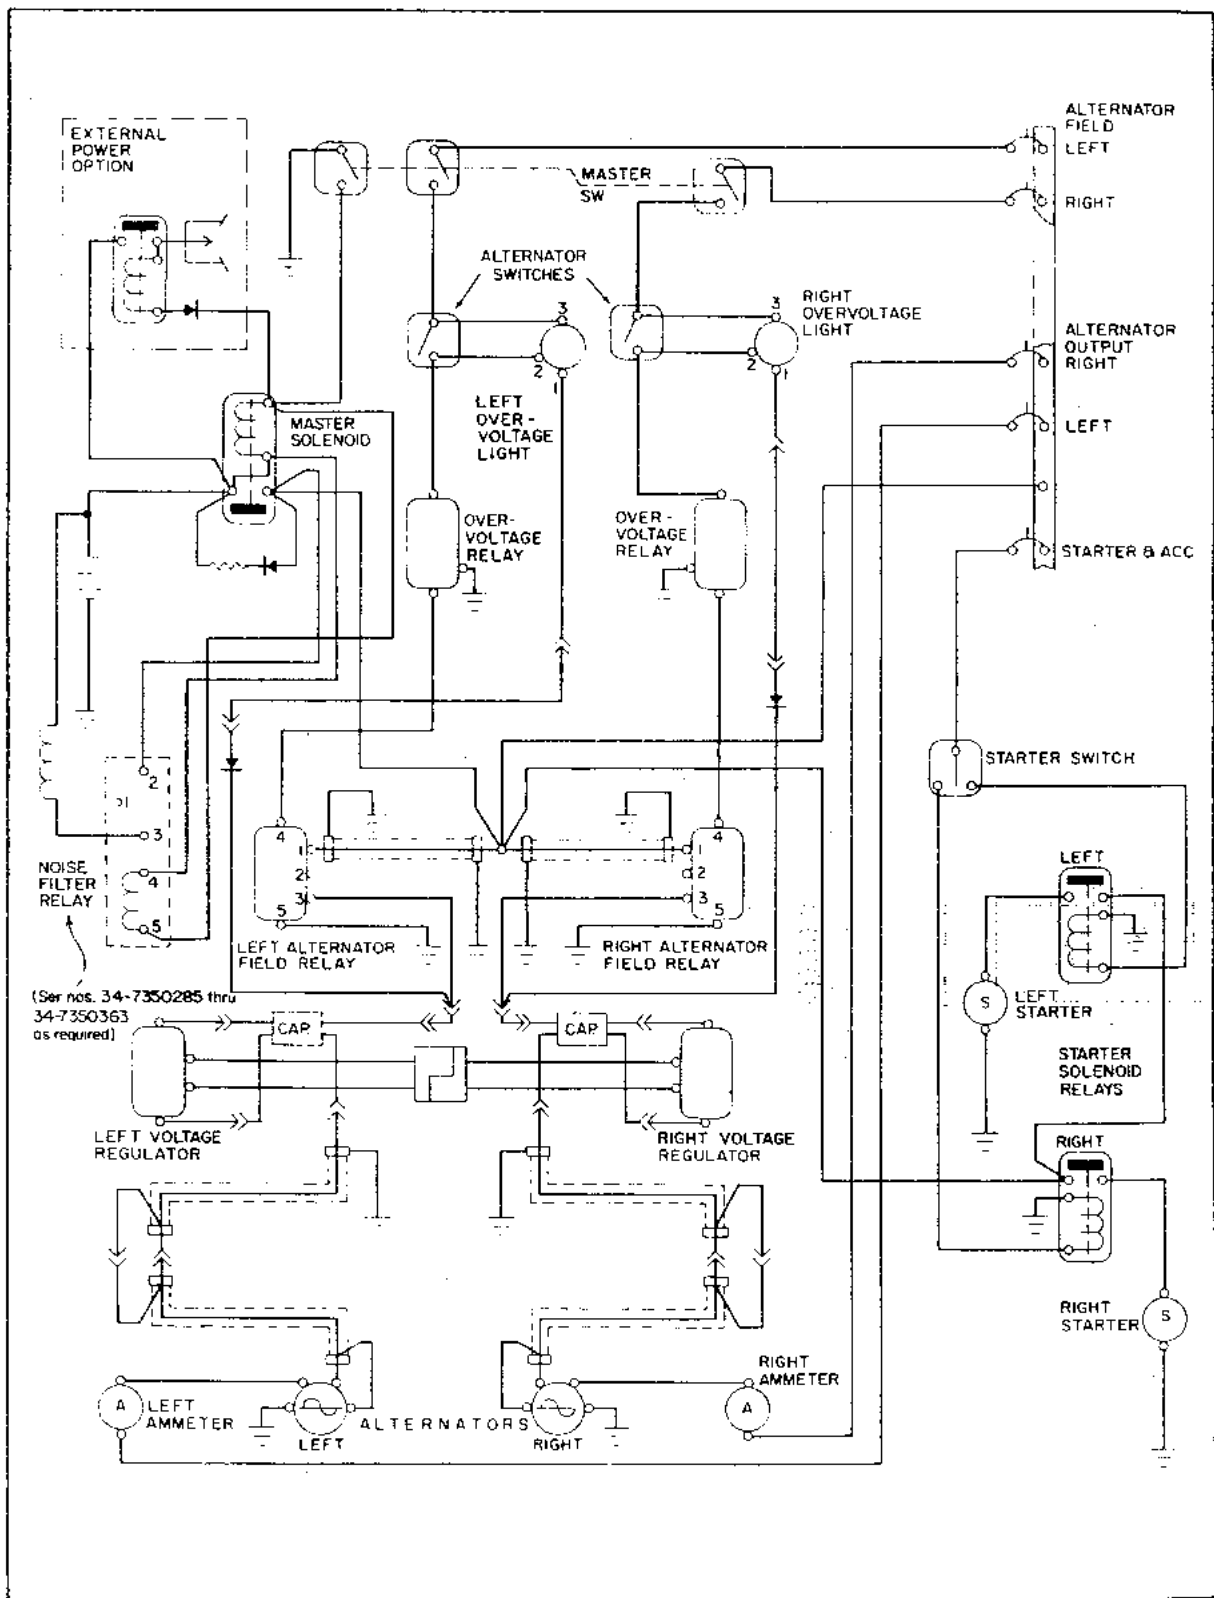 EXTERNAL
POWER
OPTION
MASTER
SW
ALTERNATOR
FIELD
LEFT
RIGHT
ALTERNATOR
SWITCHES
3
2
1
LEFT
OVER-
VOLTAGE
LIGHT
3
2
1
RIGHT
OVERVOLTAGE
LIGHT
ALTERNATOR
OUTPUT
RIGHT
LEFT
MASTER
SOLENOID
OVER-
VOLTAGE
RELAY
OVER-
VOLTAGE
RELAY
STARTER & ACC
STARTER SWITCH
2
3
4
5
NOISE
FILTER
RELAY
(Ser nos. 34-7350285 thru
34-7350363
as required)
4
1
2
3
5
LEFT ALTERNATOR
FIELD RELAY
4
1
2
3
5
RIGHT ALTERNATOR
FIELD RELAY
LEFT
S
LEFT
STARTER
STARTER
SOLENOID
RELAYS
RIGHT
CAP.
CAP.
LEFT VOLTAGE
REGULATOR
RIGHT VOLTAGE
REGULATOR
RIGHT
STARTER
S
A
LEFT
AMMETER
ALTERNATORS
LEFT
RIGHT
RIGHT
AMMETER
A